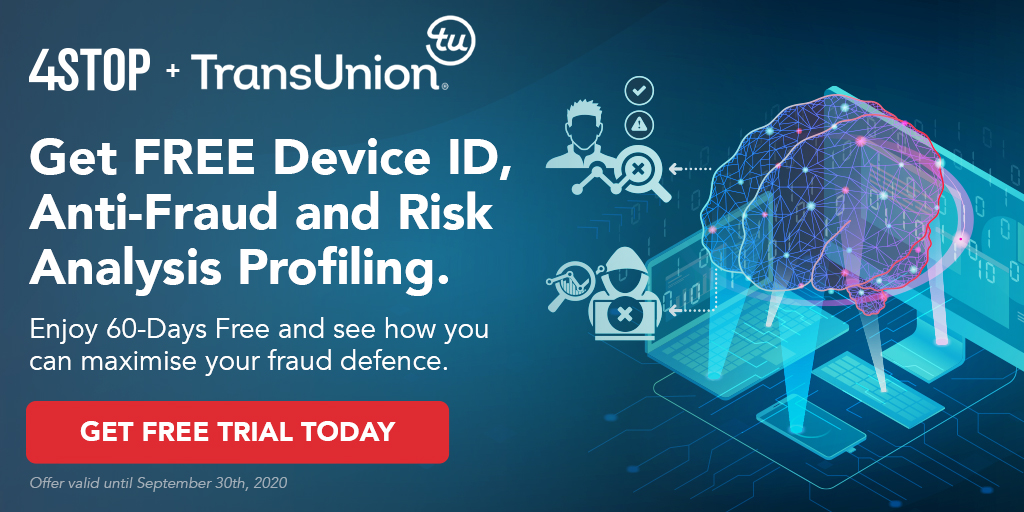 4STOP + TransUnion® tu
Get FREE Device ID,
Anti-Fraud and Risk
Analysis Profiling.
Enjoy 60-Days Free and see how you
can maximise your fraud defence.
GET FREE TRIAL TODAY
Offer valid until September 30th, 2020